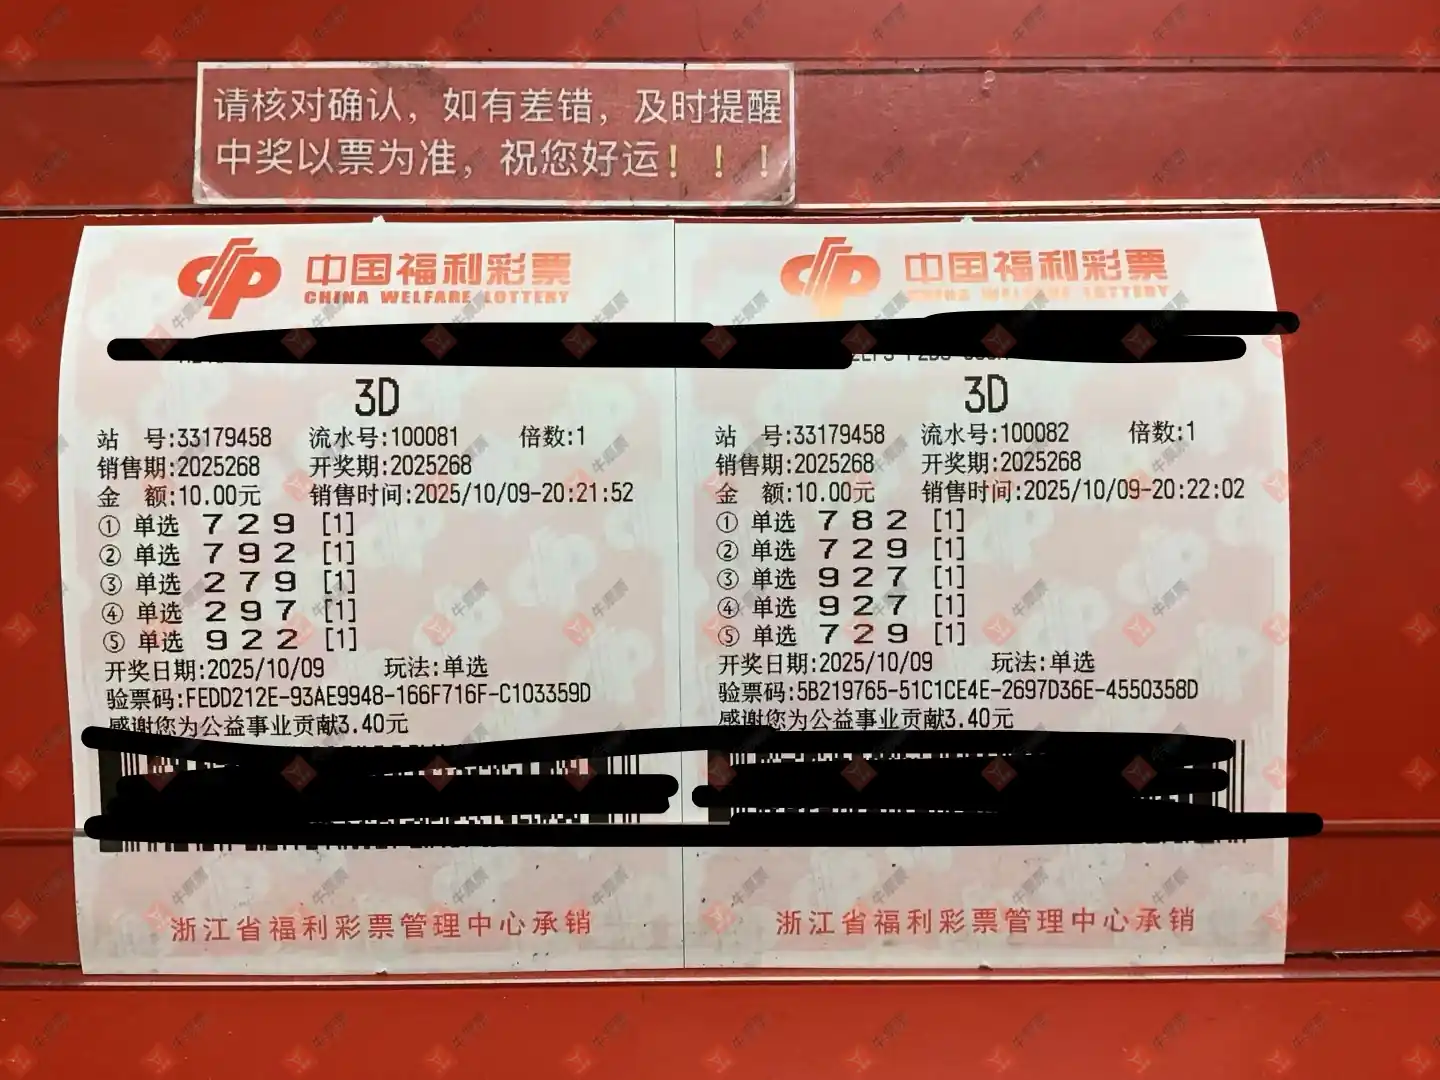 请核对确认，如有差错，及时提醒
中奖以票为准，祝您好运！！！
中国福利彩票
CHINA WELFARE LOTTERY
3D
站 号:33179458 流水号:100081 倍数:1
销售期:2025268 开奖期:2025268
金 额:10.00元 销售时间:2025/10/09-20:21:52
① 单选 7 2 9 [1]
② 单选 7 9 2 [1]
③ 单选 2 7 9 [1]
④ 单选 2 9 7 [1]
⑤ 单选 9 2 2 [1]
开奖日期:2025/10/09 玩法:单选
验票码:FEDD212E-93AE9948-166F716F-C103359D
感谢您为公益事业贡献3.40元
浙江省福利彩票管理中心承销
中国福利彩票
CHINA WELFARE LOTTERY
3D
站 号:33179458 流水号:100082 倍数:1
销售期:2025268 开奖期:2025268
金 额:10.00元 销售时间:2025/10/09-20:22:02
① 单选 7 8 2 [1]
② 单选 7 2 9 [1]
③ 单选 9 2 7 [1]
④ 单选 9 2 7 [1]
⑤ 单选 7 2 9 [1]
开奖日期:2025/10/09 玩法:单选
验票码:5B219765-51C1CE4E-2697D36E-4550358D
感谢您为公益事业贡献3.40元
浙江省福利彩票管理中心承销